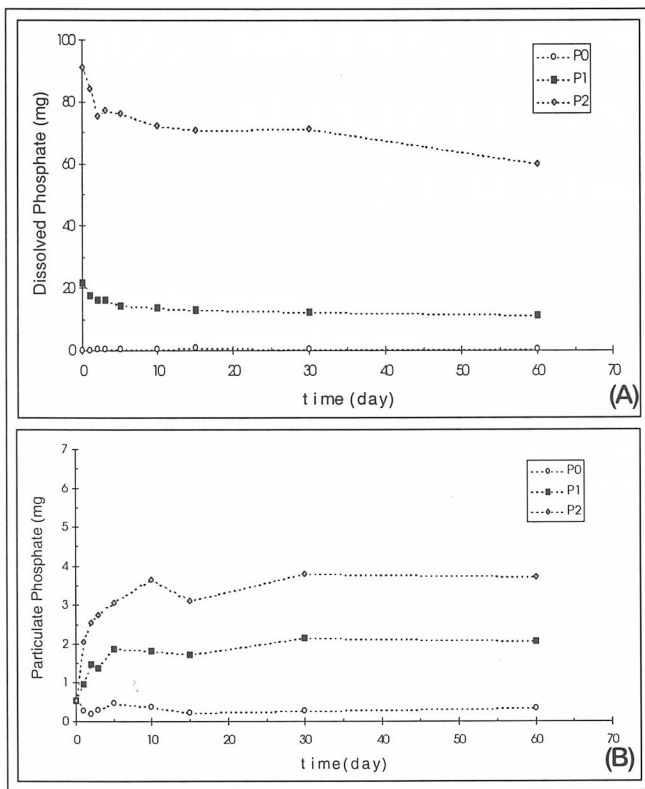 100
80
60
40
20
0
Dissolved Phosphate (mg)
P0
P1
P2
0 10 20 30 40 50 60 70
time (day)
(A)
7
6
5
4
3
2
1
0
Particulate Phosphate (mg
P0
P1
P2
0 10 20 30 40 50 60 70
time(day)
(B)